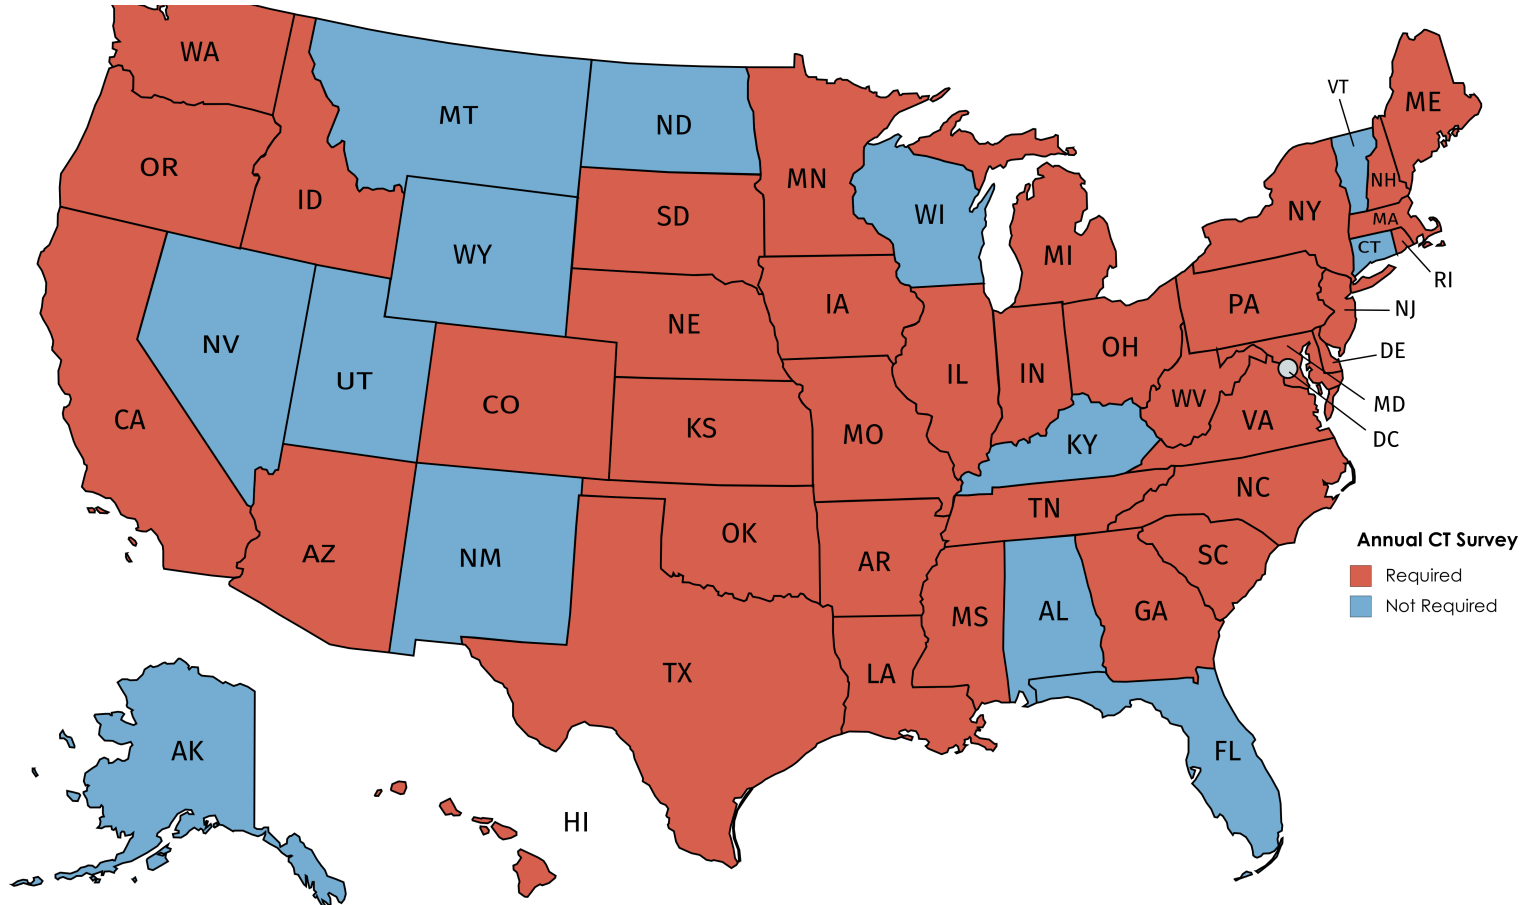 WA
ME
VT
MT
ND
OR
MN
NH
ID
NY
SD
WI
MA
CT
WY
MI
RI
IA
PA
NJ
NE
NV
OH
DE
UT
IL
IN
CO
WV
MD
CA
VA
KS
MO
KY
DC
NC
TN
OK
Annual CT Survey
AZ
NM
AR
SC
Required
Not Required
MS
AL
GA
TX
LA
AK
FL
HI